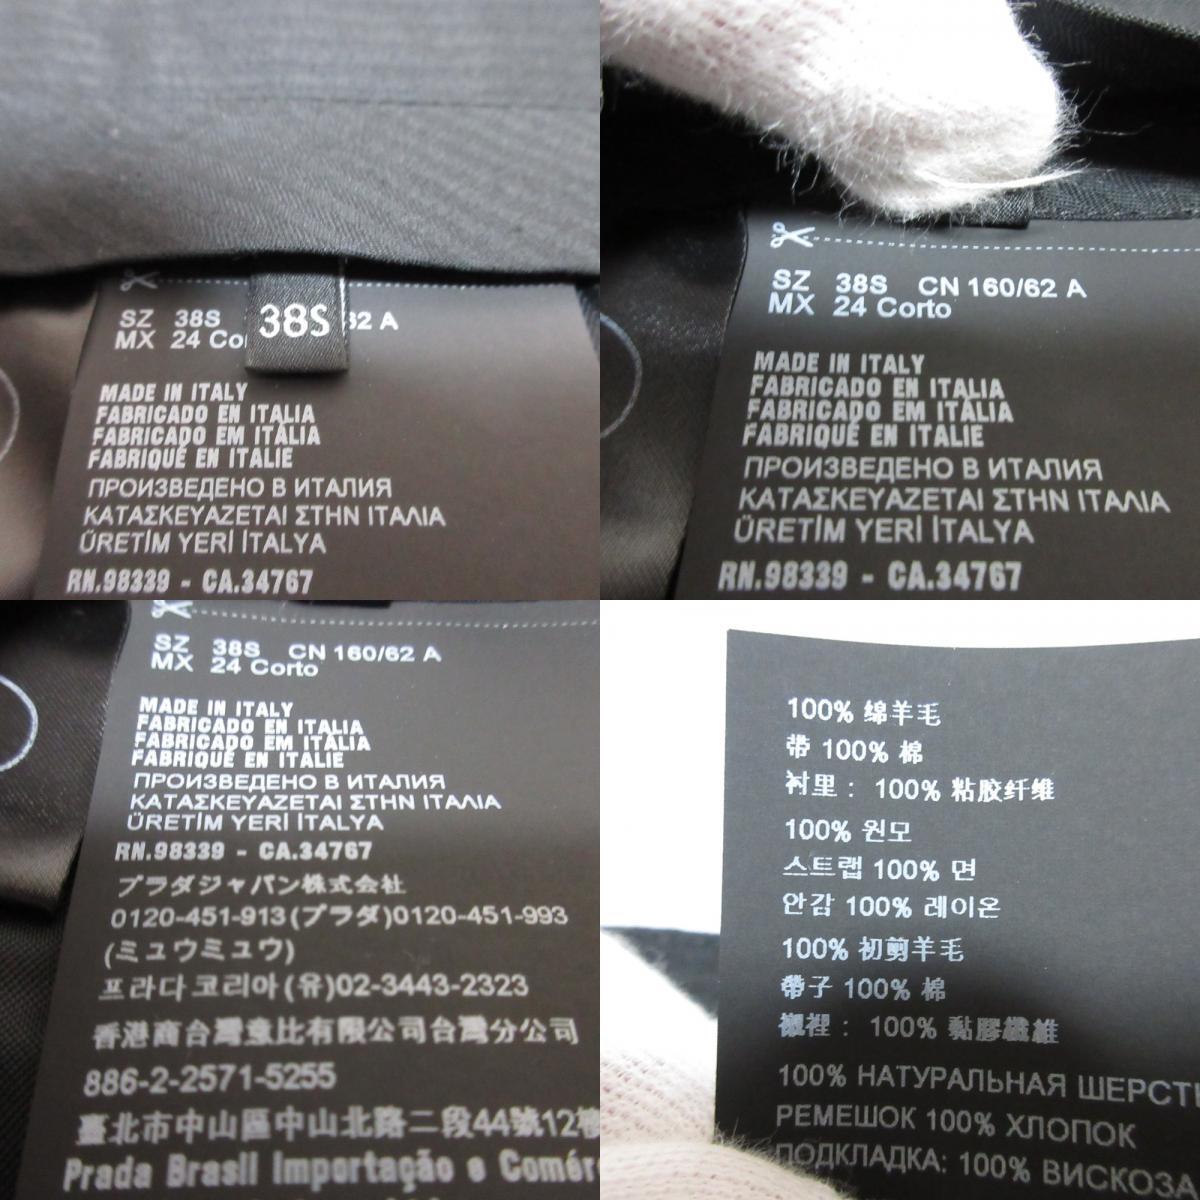 SZ 38S 38S 62 A
MX 24 Co
MADE IN ITALY
FABRICADO EN ITALIA
FABRICADO EM ITÀLIA
FABRIQUÉ EN ITALIE
ПРОИЗВЕДЕНО В ИТАЛИЯ
ΚΑΤΑΣΚΕΥΑΖΕΤΑΙ ΣΤΗΝ ΙΤΑΛΙΑ
ÜRETİM YERİ İTALYA
RN.98339 - CA.34767
SZ 38S CN 160/62 A
MX 24 Corto
MADE IN ITALY
FABRICADO EN ITALIA
FABRICADO EM ITÀLIA
FABRIQUÉ EN ITALIE
ПРОИЗВЕДЕНО В ИТАЛИЯ
ΚΑΤΑΣΚΕΥΑΖΕΤΑΙ ΣΤΗΝ ΙΤΑΛΙΑ
ÜRETİM YERİ İTALYA
RN.98339 - CA.34767
SZ 38S CN 160/62 A
MX 24 Corto
MADE IN ITALY
FABRICADO EN ITALIA
FABRICADO EM ITÀLIA
FABRIQUÉ EN ITALIE
ПРОИЗВЕДЕНО В ИТАЛИЯ
ΚΑΤΑΣΚΕΥΑΖΕΤΑΙ ΣΤΗΝ ΙΤΑΛΙΑ
ÜRETİM YERİ İTALYA
RN.98339 - CA.34767
プラダジャパン株式会社
0120-451-913(プラダ)0120-451-993
(ミュウミュウ)
프라다코리아(유)02-3443-2323
香港商台灣壹比有限公司台灣分公司
886-2-2571-5255
臺北市中山區中山北路二段44號12樓
Prada Brasil Importação e Comér
100% 绵羊毛
带 100% 棉
衬里： 100% 粘胶纤维
100% 원모
스트랩 100% 면
안감 100% 레이온
100% 初剪羊毛
帶子 100% 棉
襯裡： 100% 黏膠纖維
100% НАТУРАЛЬНАЯ ШЕРСТЬ
РЕМЕШОК 100% ХЛОПОК
ПОДКЛАДКА: 100% ВИСКОЗА